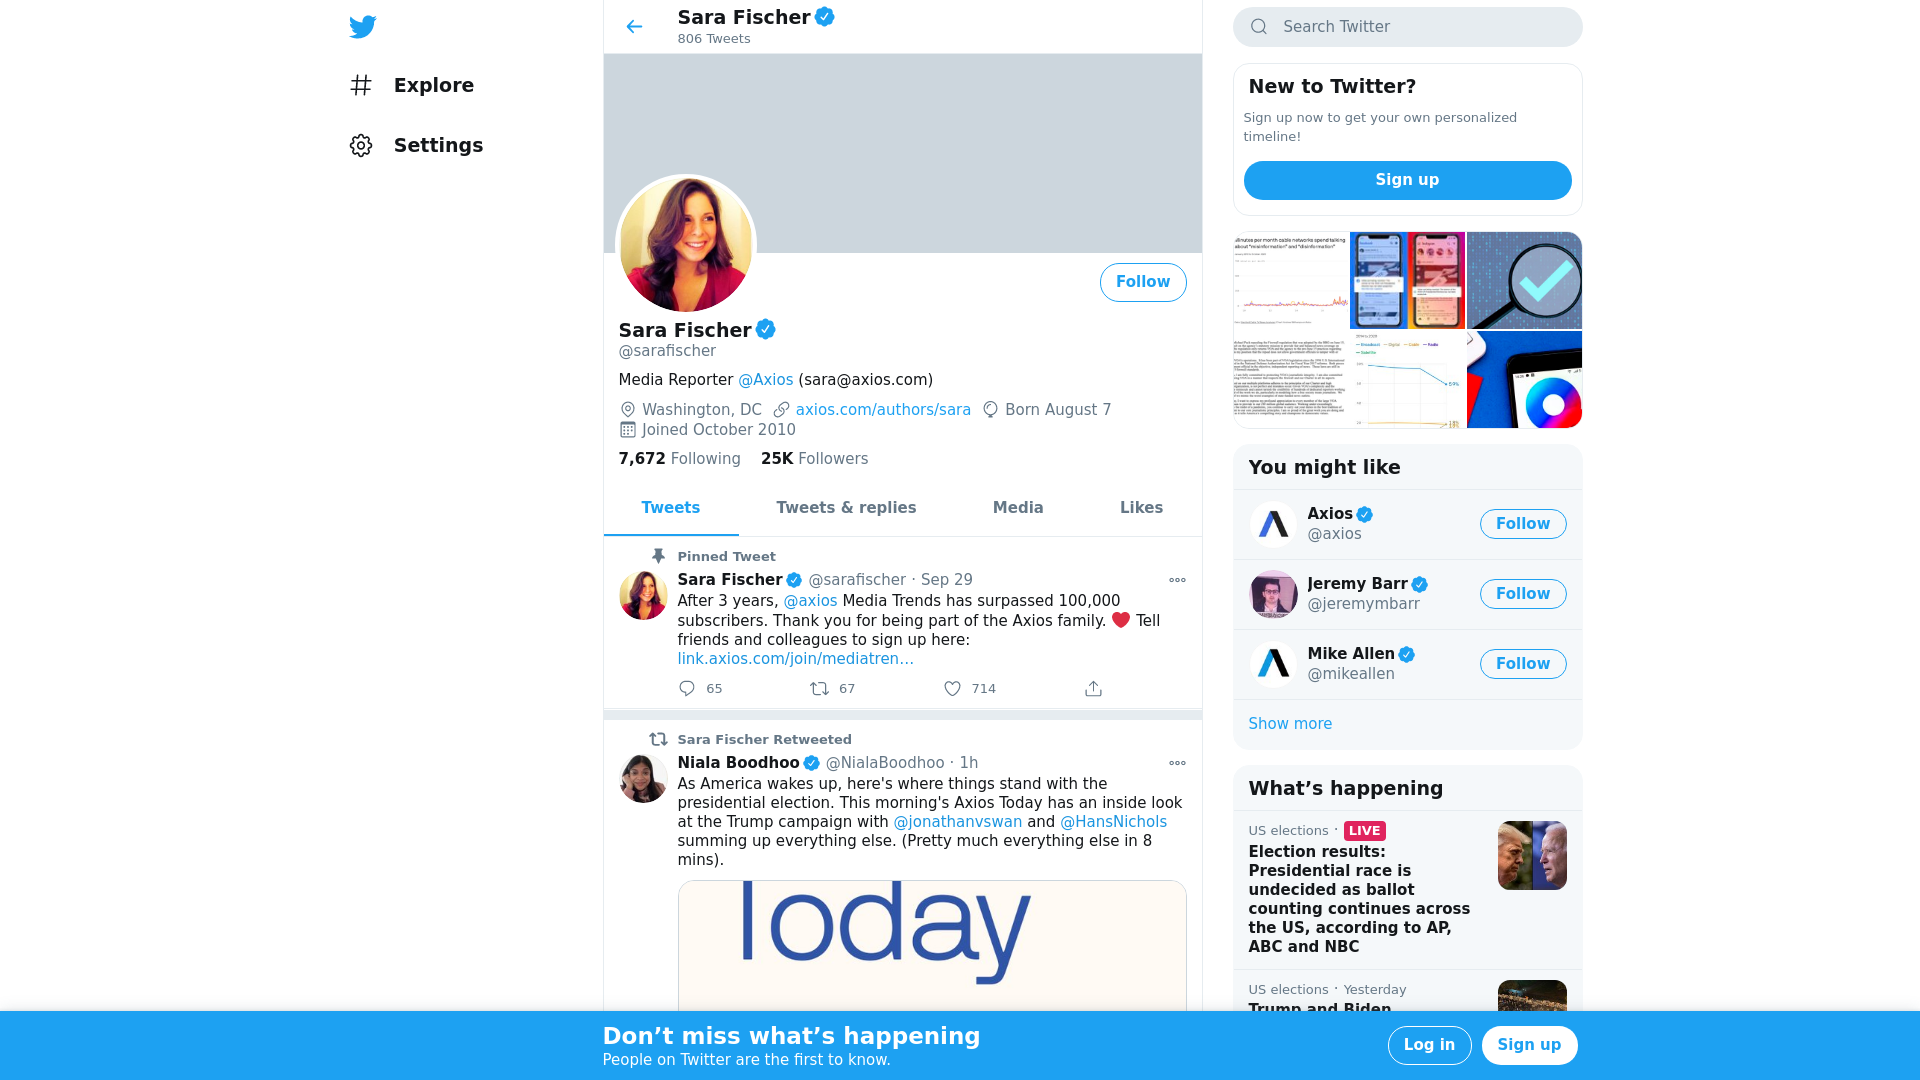 Explore
Settings
Sara Fischer
806 Tweets
Follow
Sara Fischer
@sarafischer
Media Reporter @Axios (sara@axios.com)
Washington, DC axios.com/authors/sara Born August 7
Joined October 2010
7,672 Following 25K Followers
Tweets Tweets & replies Media Likes
Pinned Tweet
Sara Fischer @sarafischer · Sep 29
After 3 years, @axios Media Trends has surpassed 100,000
subscribers. Thank you for being part of the Axios family. Tell
friends and colleagues to sign up here:
link.axios.com/join/mediatren…
65 67 714
Sara Fischer Retweeted
Niala Boodhoo @NialaBoodhoo · 1h
As America wakes up, here's where things stand with the
presidential election. This morning's Axios Today has an inside look
at the Trump campaign with @jonathanvswan and @HansNichols
summing up everything else. (Pretty much everything else in 8
mins).
Today
Search Twitter
New to Twitter?
Sign up now to get your own personalized
timeline!
Sign up
You might like
Axios
@axios
Follow
Jeremy Barr
@jeremymbarr
Follow
Mike Allen
@mikeallen
Follow
Show more
What's happening
US elections · LIVE
Election results:
Presidential race is
undecided as ballot
counting continues across
the US, according to AP,
ABC and NBC
US elections · Yesterday
Trump and Biden
Don't miss what's happening
People on Twitter are the first to know.
Log in
Sign up